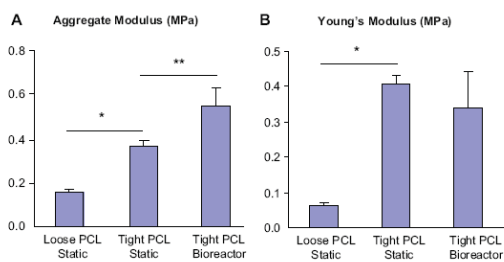 A
Aggregate Modulus (MPa)
0.8
0.6
0.4
0.2
0.0
*
**
Loose PCL
Static
Tight PCL
Static
Tight PCL
Bioreactor
B
Young's Modulus (MPa)
0.5
0.4
0.3
0.2
0.1
0.0
*
Loose PCL
Static
Tight PCL
Static
Tight PCL
Bioreactor